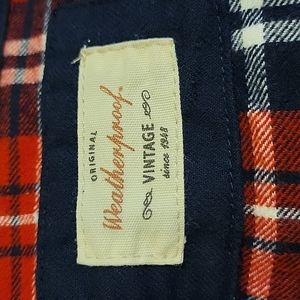 ORIGINAL
Weatherproof®
VINTAGE
since 1948